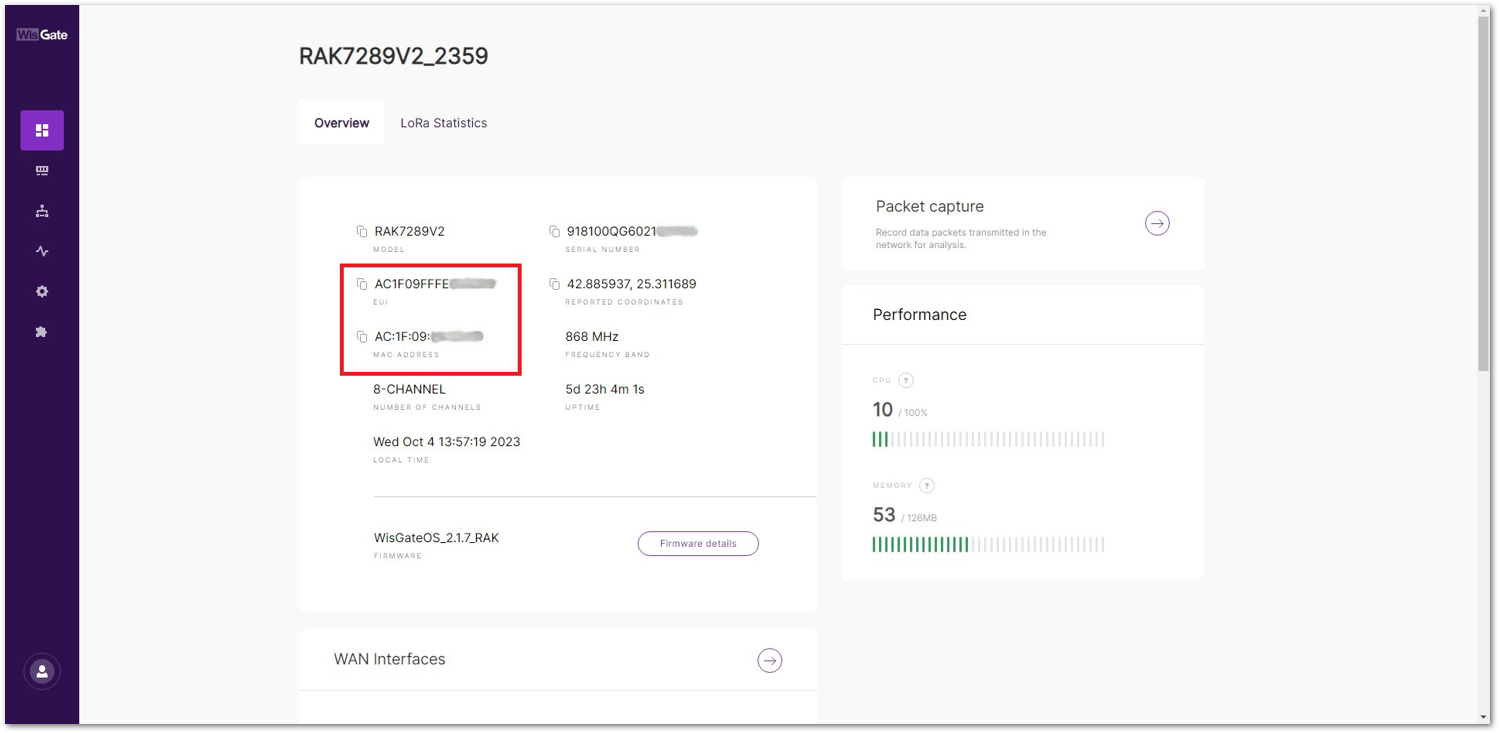 WisGate
RAK7289V2_2359
Overview
LoRa Statistics
RAK7289V2
MODEL
918100QG6021
SERIAL NUMBER
AC1F09FFFE
EUI
42.885937, 25.311689
REPORTED COORDINATES
AC:1F:09:
MAC ADDRESS
868 MHz
FREQUENCY BAND
8-CHANNEL
NUMBER OF CHANNELS
5d 23h 4m 1s
UPTIME
Wed Oct 4 13:57:19 2023
LOCAL TIME
WisGateOS_2.1.7_RAK
FIRMWARE
Firmware details
WAN Interfaces
Packet capture
Record data packets transmitted in the
network for analysis.
Performance
CPU ?
10 / 100%
MEMORY ?
53 / 126MB